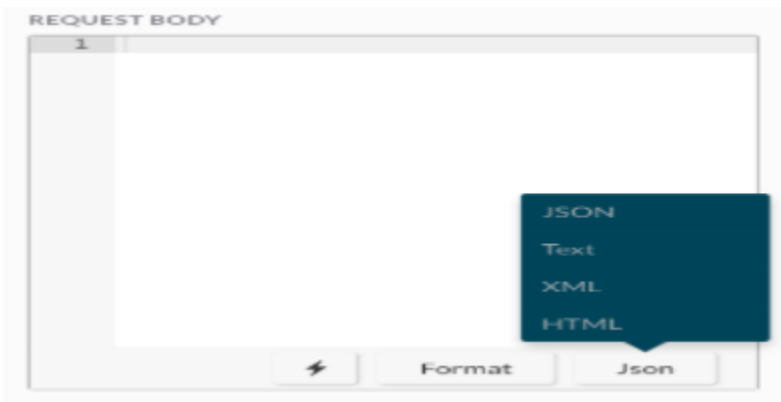 REQUEST BODY
1
JSON
Text
XML
HTML
Format Json